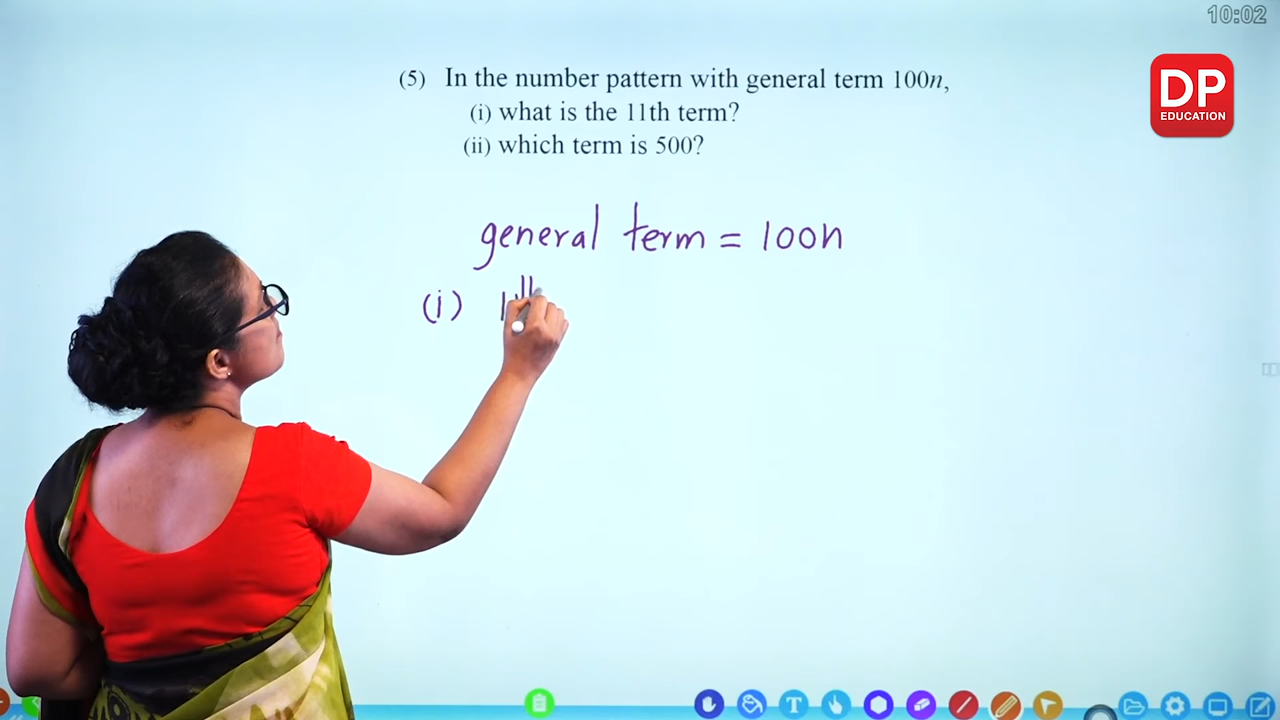 10:02
(5) In the number pattern with general term 100n,
(i) what is the 11th term?
(ii) which term is 500?
DP
EDUCATION
general term = 100n
(i)
T